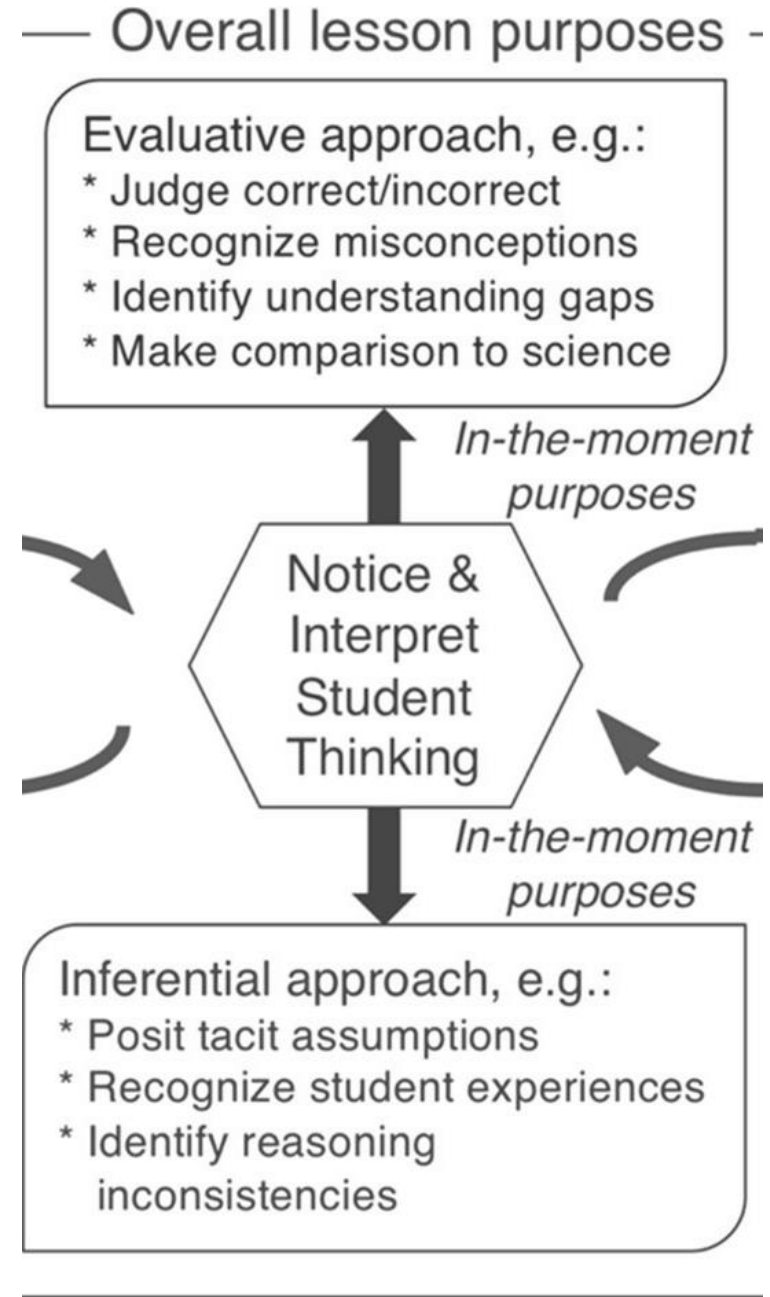 Overall lesson purposes
Evaluative approach, e.g.:
* Judge correct/incorrect
* Recognize misconceptions
* Identify understanding gaps
* Make comparison to science
In-the-moment
purposes
Notice &
Interpret
Student
Thinking
In-the-moment
purposes
Inferential approach, e.g.:
* Posit tacit assumptions
* Recognize student experiences
* Identify reasoning
inconsistencies